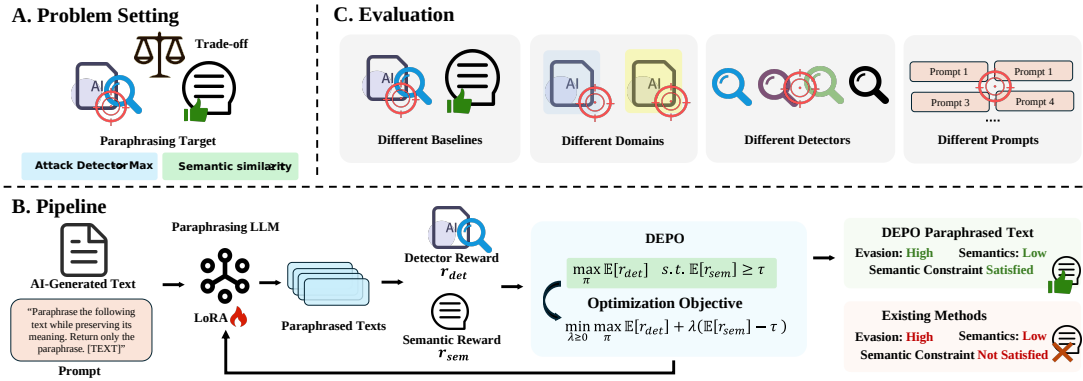 A. Problem Setting
Trade-off
AI
Paraphrasing Target
Attack Detector→Max
Semantic similarity
C. Evaluation
AI
Different Baselines
AI
AI
Different Domains
Different Detectors
Prompt 1
Prompt 1
Prompt 3
Prompt 4
....
Different Prompts
B. Pipeline
AI-Generated Text
“Paraphrase the following
text while preserving its
meaning. Return only the
paraphrase. [TEXT]”
Prompt
Paraphrasing LLM
LoRA
Paraphrased Texts
AI
Detector Reward
r_det
Semantic Reward
r_sem
DEPO
max_π 𝔼[r_det] s.t. 𝔼[r_sem] ≥ τ
Optimization Objective
min_{λ≥0} max_π 𝔼[r_det] + λ(𝔼[r_sem] − τ)
DEPO Paraphrased Text
Evasion: High Semantics: Low
Semantic Constraint Satisfied
Existing Methods
Evasion: High Semantics: Low
Semantic Constraint Not Satisfied